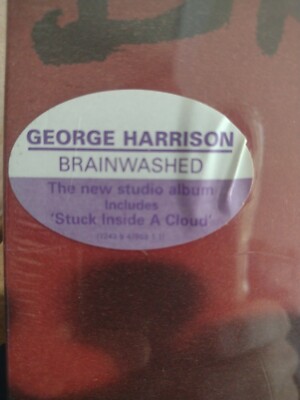 GEORGE HARRISON
BRAINWASHED
The new studio album
Includes
'Stuck Inside A Cloud'